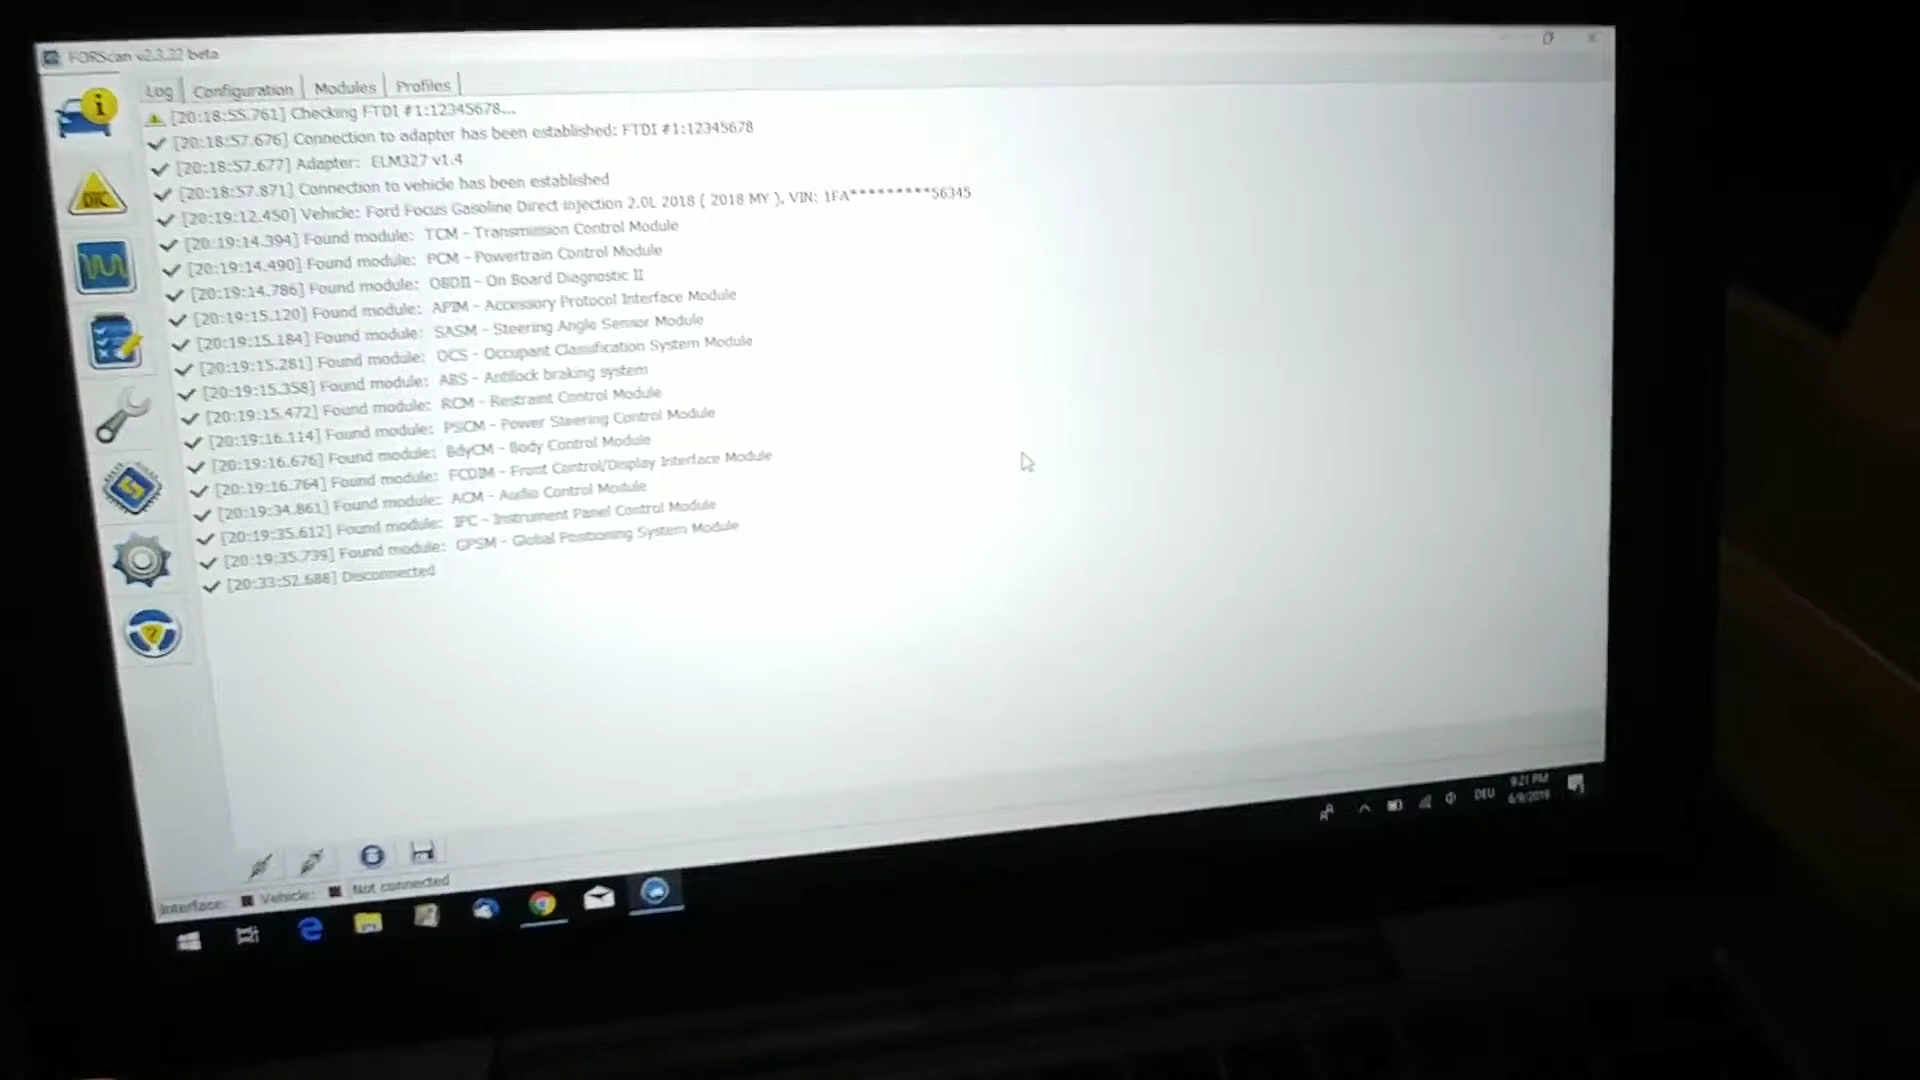 FORScan v2.3.22 beta
Log Configuration Modules Profiles
[20:18:55.761] Checking FTDI #1:12345678...
[20:18:57.676] Connection to adapter has been established: FTDI #1:12345678
[20:18:57.677] Adapter: ELM327 v1.4
[20:18:57.871] Connection to vehicle has been established
[20:19:12.450] Vehicle: Ford Focus Gasoline Direct Injection 2.0L 2018 ( 2018 MY ), VIN: 1FA*********56345
[20:19:14.394] Found module: TCM - Transmission Control Module
[20:19:14.490] Found module: PCM - Powertrain Control Module
[20:19:14.786] Found module: OBDII - On Board Diagnostic II
[20:19:15.120] Found module: APIM - Accessory Protocol Interface Module
[20:19:15.184] Found module: SASM - Steering Angle Sensor Module
[20:19:15.281] Found module: OCS - Occupant Classification System Module
[20:19:15.358] Found module: ABS - Antilock braking system
[20:19:15.472] Found module: RCM - Restraint Control Module
[20:19:16.114] Found module: PSCM - Power Steering Control Module
[20:19:16.676] Found module: BdyCM - Body Control Module
[20:19:16.764] Found module: FCDIM - Front Control/Display Interface Module
[20:19:34.861] Found module: ACM - Audio Control Module
[20:19:35.612] Found module: IPC - Instrument Panel Control Module
[20:19:35.739] Found module: GPSM - Global Positioning System Module
[20:33:52.688] Disconnected
DTC
Interface: Vehicle: Not connected
DEU
9:21 PM
6/9/2019